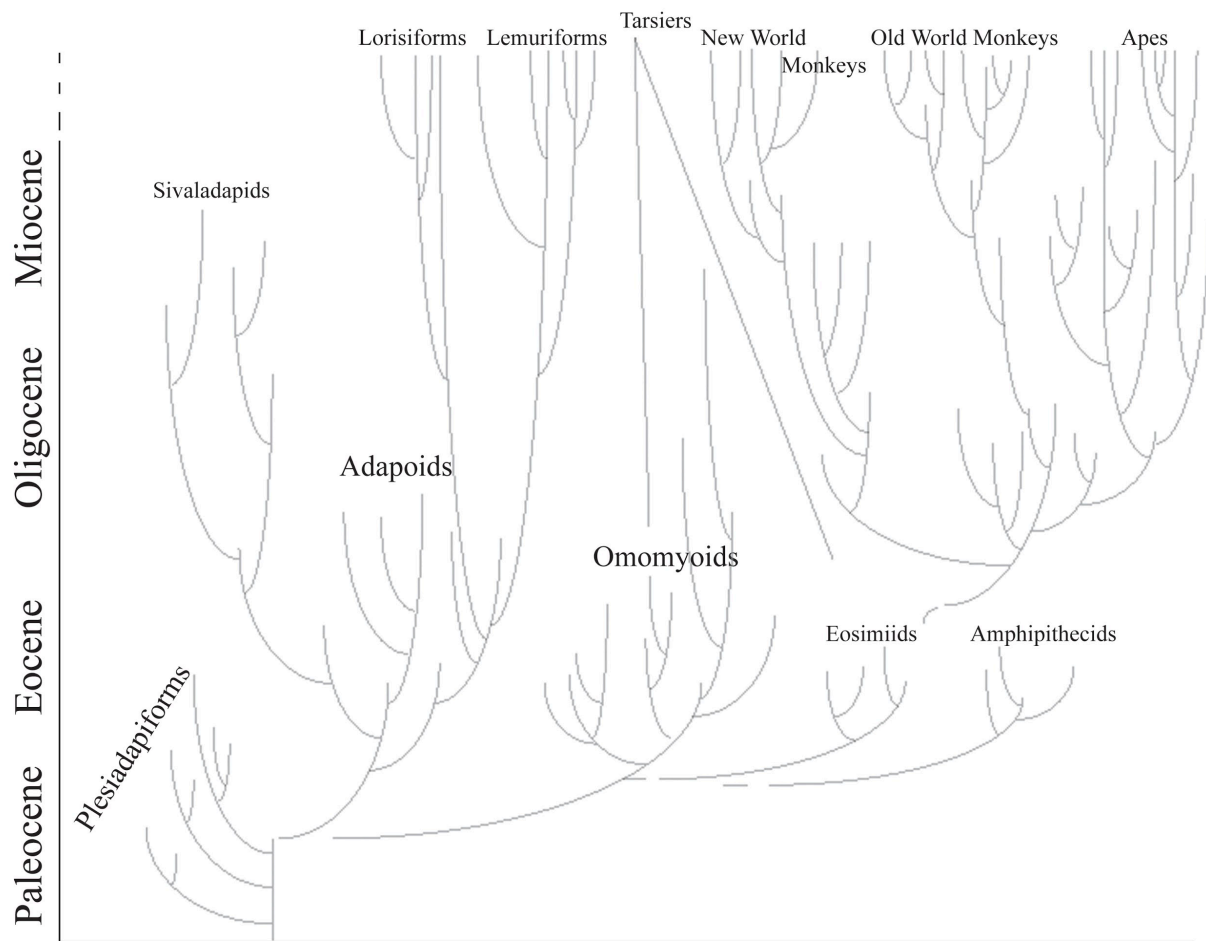 Tarsiers
Lorisiforms
Lemuriforms
New World
Monkeys
Old World Monkeys
Apes
Miocene
Sivaladapids
Oligocene
Adapoids
Omomyoids
Eocene
Eosimiids
Amphipithecids
Plesiadapiforms
Paleocene